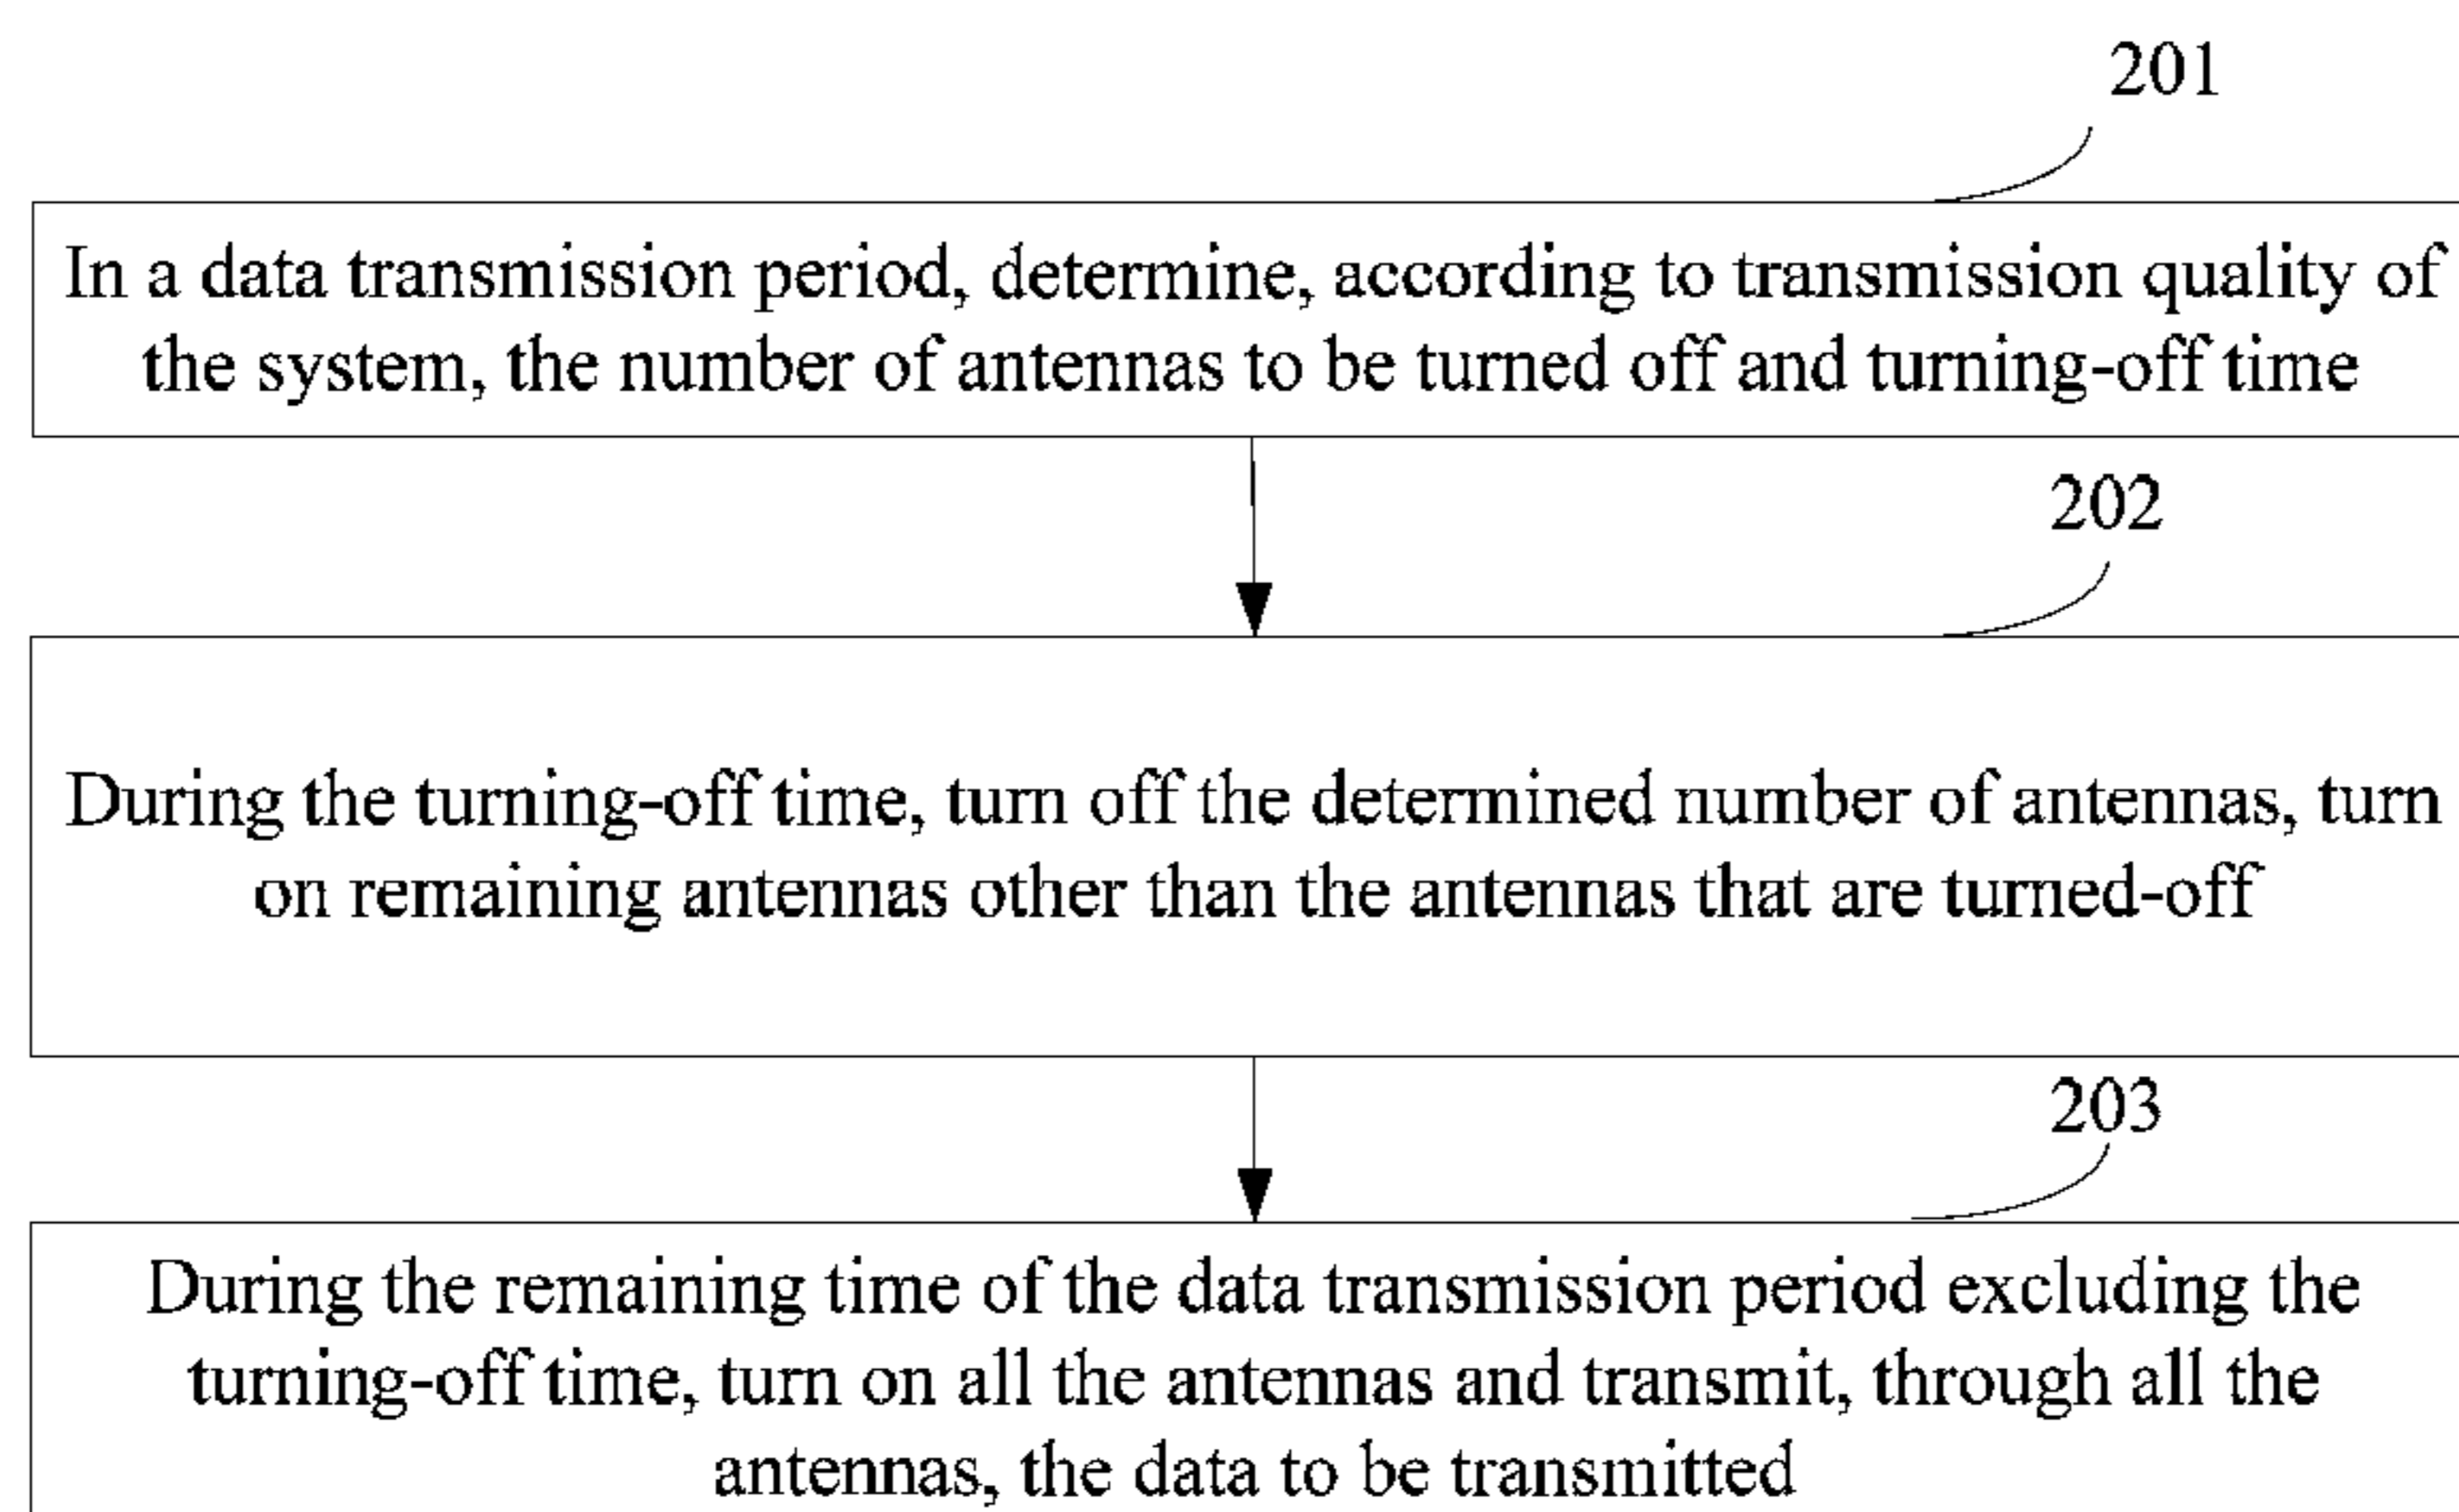 201
In a data transmission period, determine, according to transmission quality of
the system, the number of antennas to be turned off and turning-off time
202
During the turning-off time, turn off the determined number of antennas, turn
on remaining antennas other than the antennas that are turned-off
203
During the remaining time of the data transmission period excluding the
turning-off time, turn on all the antennas and transmit, through all the
antennas, the data to be transmitted